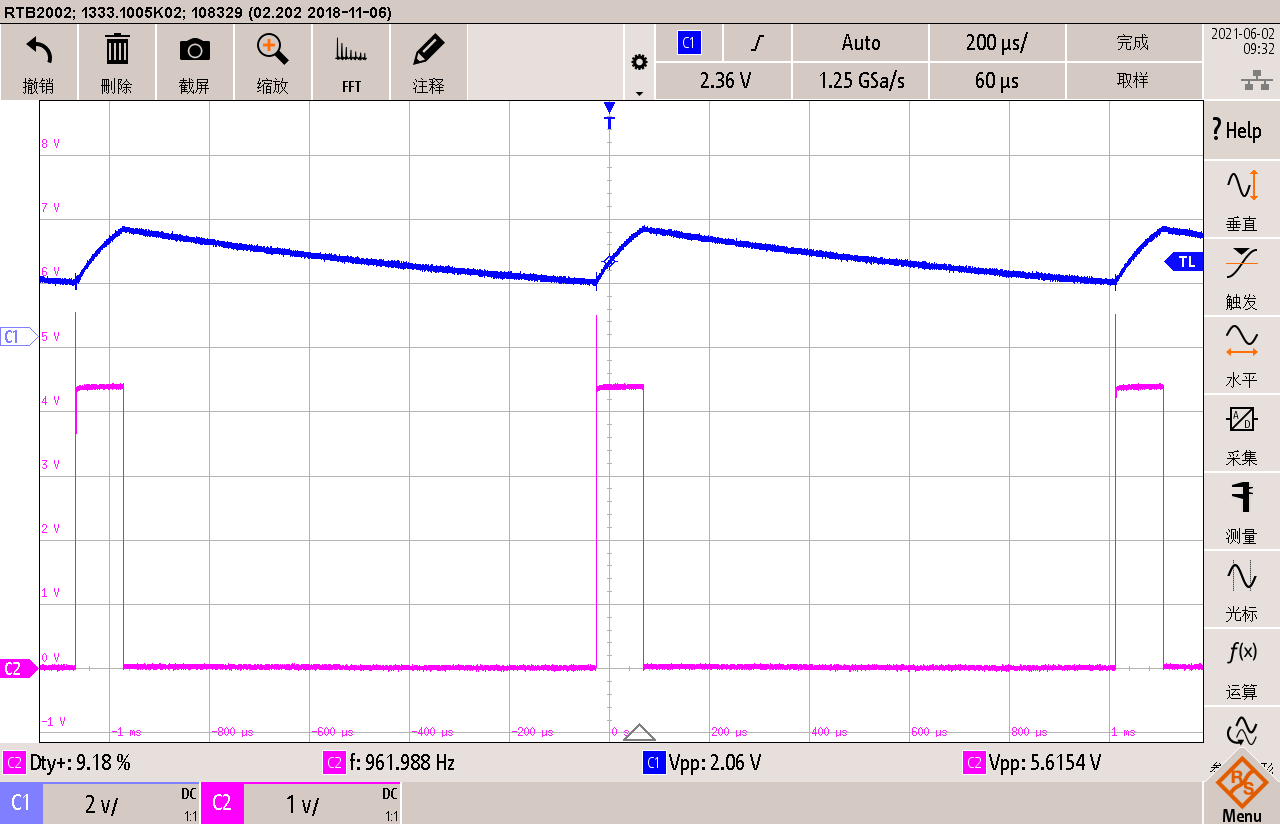 RTB2002; 1333.1005K02; 108329 (02.202 2018-11-06)
撤销
删除
截屏
缩放
FFT
注释
C1
Auto
200 µs/
完成
2.36 V
1.25 GSa/s
60 µs
取样
2021-06-02
09:32
? Help
垂直
触发
水平
A
D
采集
测量
光标
f(x)
运算
R
S
Menu
T
TL
C1
C2
8 V
7 V
6 V
5 V
4 V
3 V
2 V
1 V
0 V
-1 V
-1 ms
-800 µs
-600 µs
-400 µs
-200 µs
0 s
200 µs
400 µs
600 µs
800 µs
1 ms
C2 Dty+: 9.18 %
C2 f: 961.988 Hz
C1 Vpp: 2.06 V
C2 Vpp: 5.6154 V
C1
2 V/
DC
1:1
C2
1 V/
DC
1:1